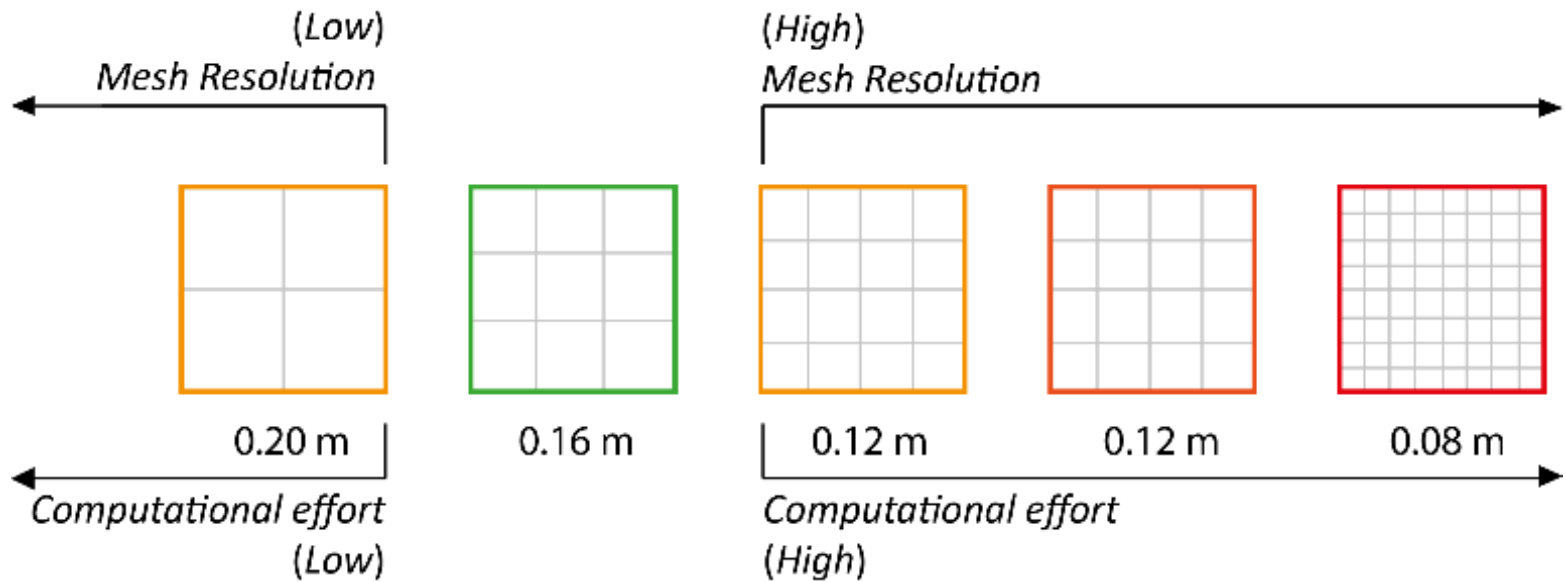 (Low)
Mesh Resolution
(High)
Mesh Resolution
0.20 m
0.16 m
0.12 m
0.12 m
0.08 m
Computational effort
(Low)
Computational effort
(High)